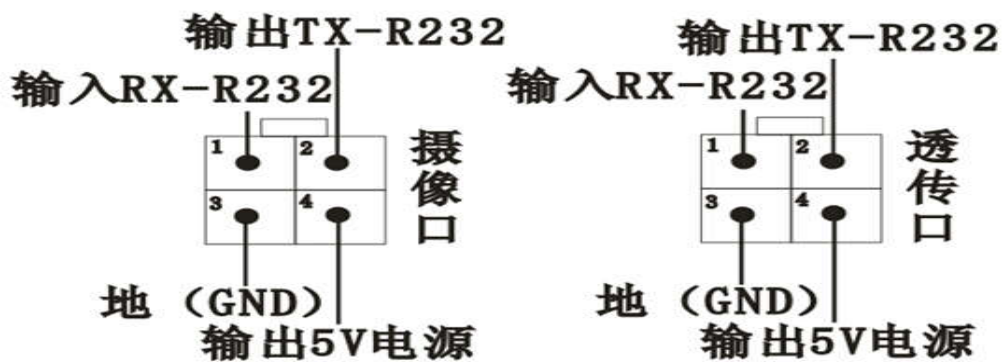 输出TX-R232
输入RX-R232
1
2
3
4
摄像口
地（GND）
输出5V电源
输出TX-R232
输入RX-R232
1
2
3
4
透传口
地（GND）
输出5V电源